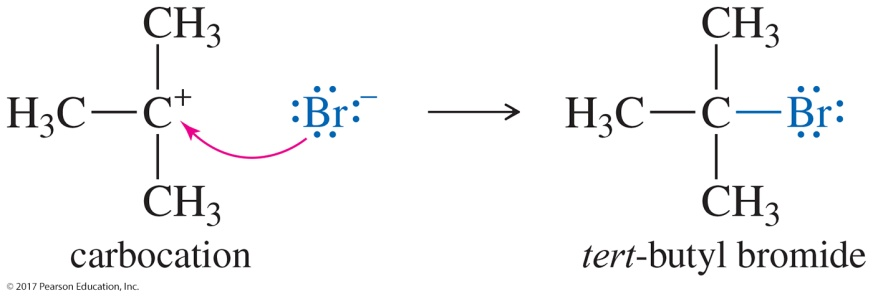 CH₃ CH₃
H₃C—C⁺ :Br:⁻ ⟶ H₃C—C—Br:
CH₃ CH₃
carbocation tert-butyl bromide
© 2017 Pearson Education, Inc.